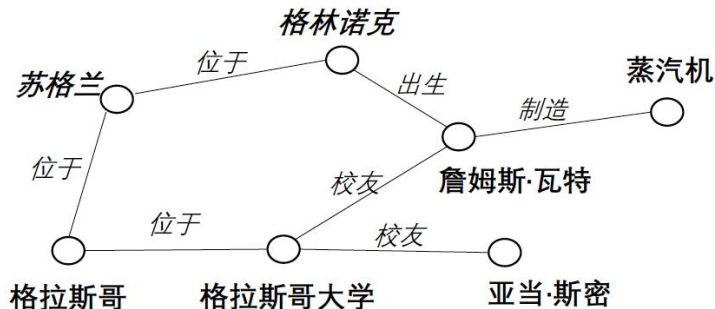 格林诺克
位于
苏格兰
出生
蒸汽机
制造
位于
校友
詹姆斯·瓦特
位于
校友
格拉斯哥
格拉斯哥大学
亚当·斯密